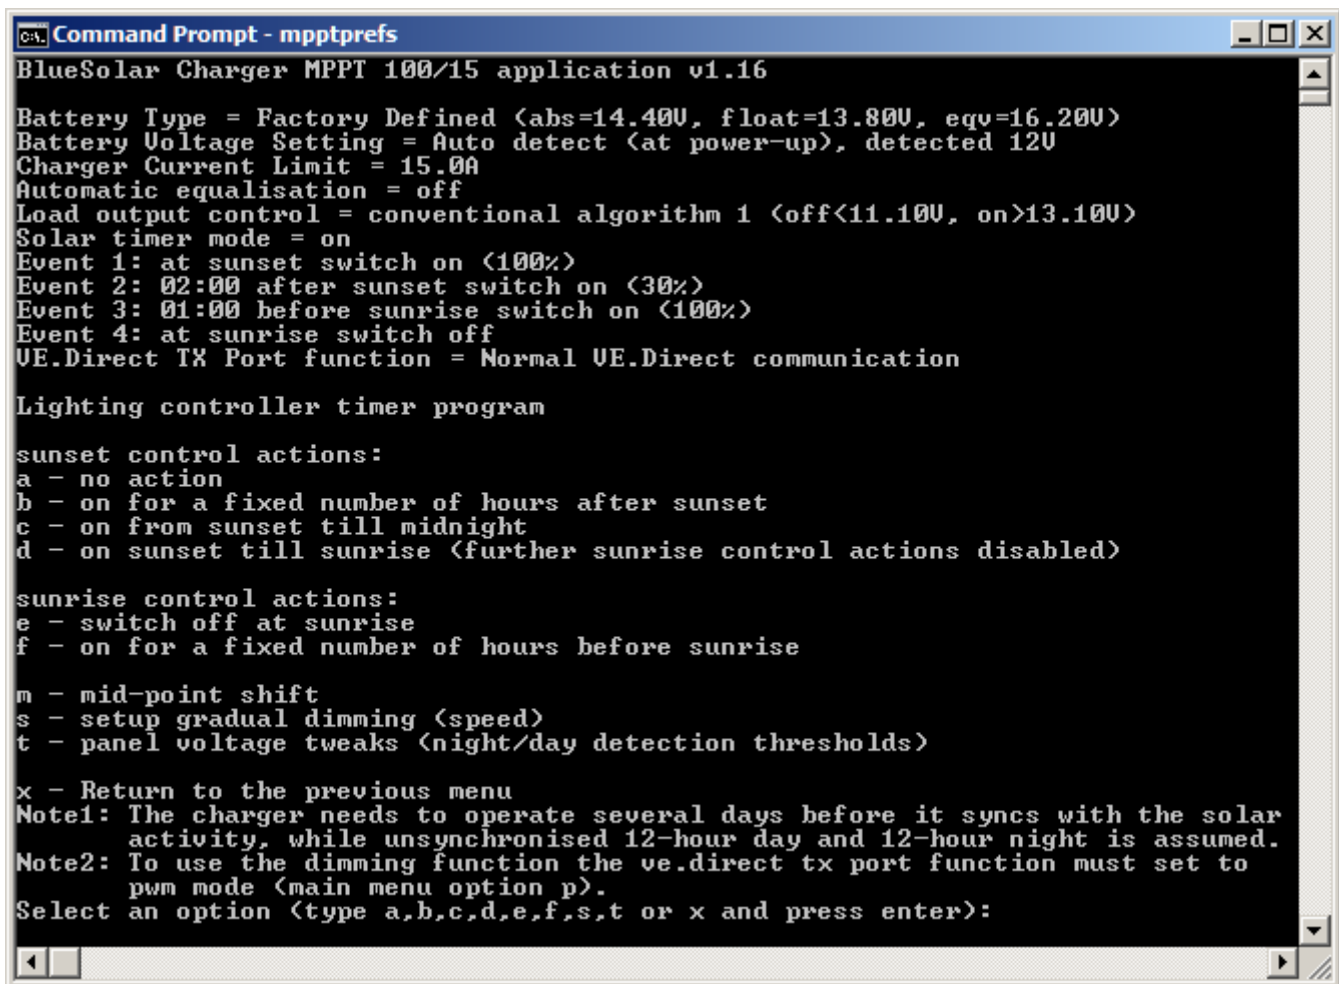 Command Prompt - mpptprefs
BlueSolar Charger MPPT 100/15 application v1.16
Battery Type = Factory Defined (abs=14.40V, float=13.80V, eqv=16.20V)
Battery Voltage Setting = Auto detect (at power-up), detected 12V
Charger Current Limit = 15.0A
Automatic equalisation = off
Load output control = conventional algorithm 1 (off<11.10V, on>13.10V)
Solar timer mode = on
Event 1: at sunset switch on (100%)
Event 2: 02:00 after sunset switch on (30%)
Event 3: 01:00 before sunrise switch on (100%)
Event 4: at sunrise switch off
VE.Direct TX Port function = Normal VE.Direct communication
Lighting controller timer program
sunset control actions:
a - no action
b - on for a fixed number of hours after sunset
c - on from sunset till midnight
d - on sunset till sunrise (further sunrise control actions disabled)
sunrise control actions:
e - switch off at sunrise
f - on for a fixed number of hours before sunrise
m - mid-point shift
s - setup gradual dimming (speed)
t - panel voltage tweaks (night/day detection thresholds)
x - Return to the previous menu
Note1: The charger needs to operate several days before it syncs with the solar
activity, while unsynchronised 12-hour day and 12-hour night is assumed.
Note2: To use the dimming function the ve.direct tx port function must set to
pwm mode (main menu option p).
Select an option (type a,b,c,d,e,f,s,t or x and press enter):